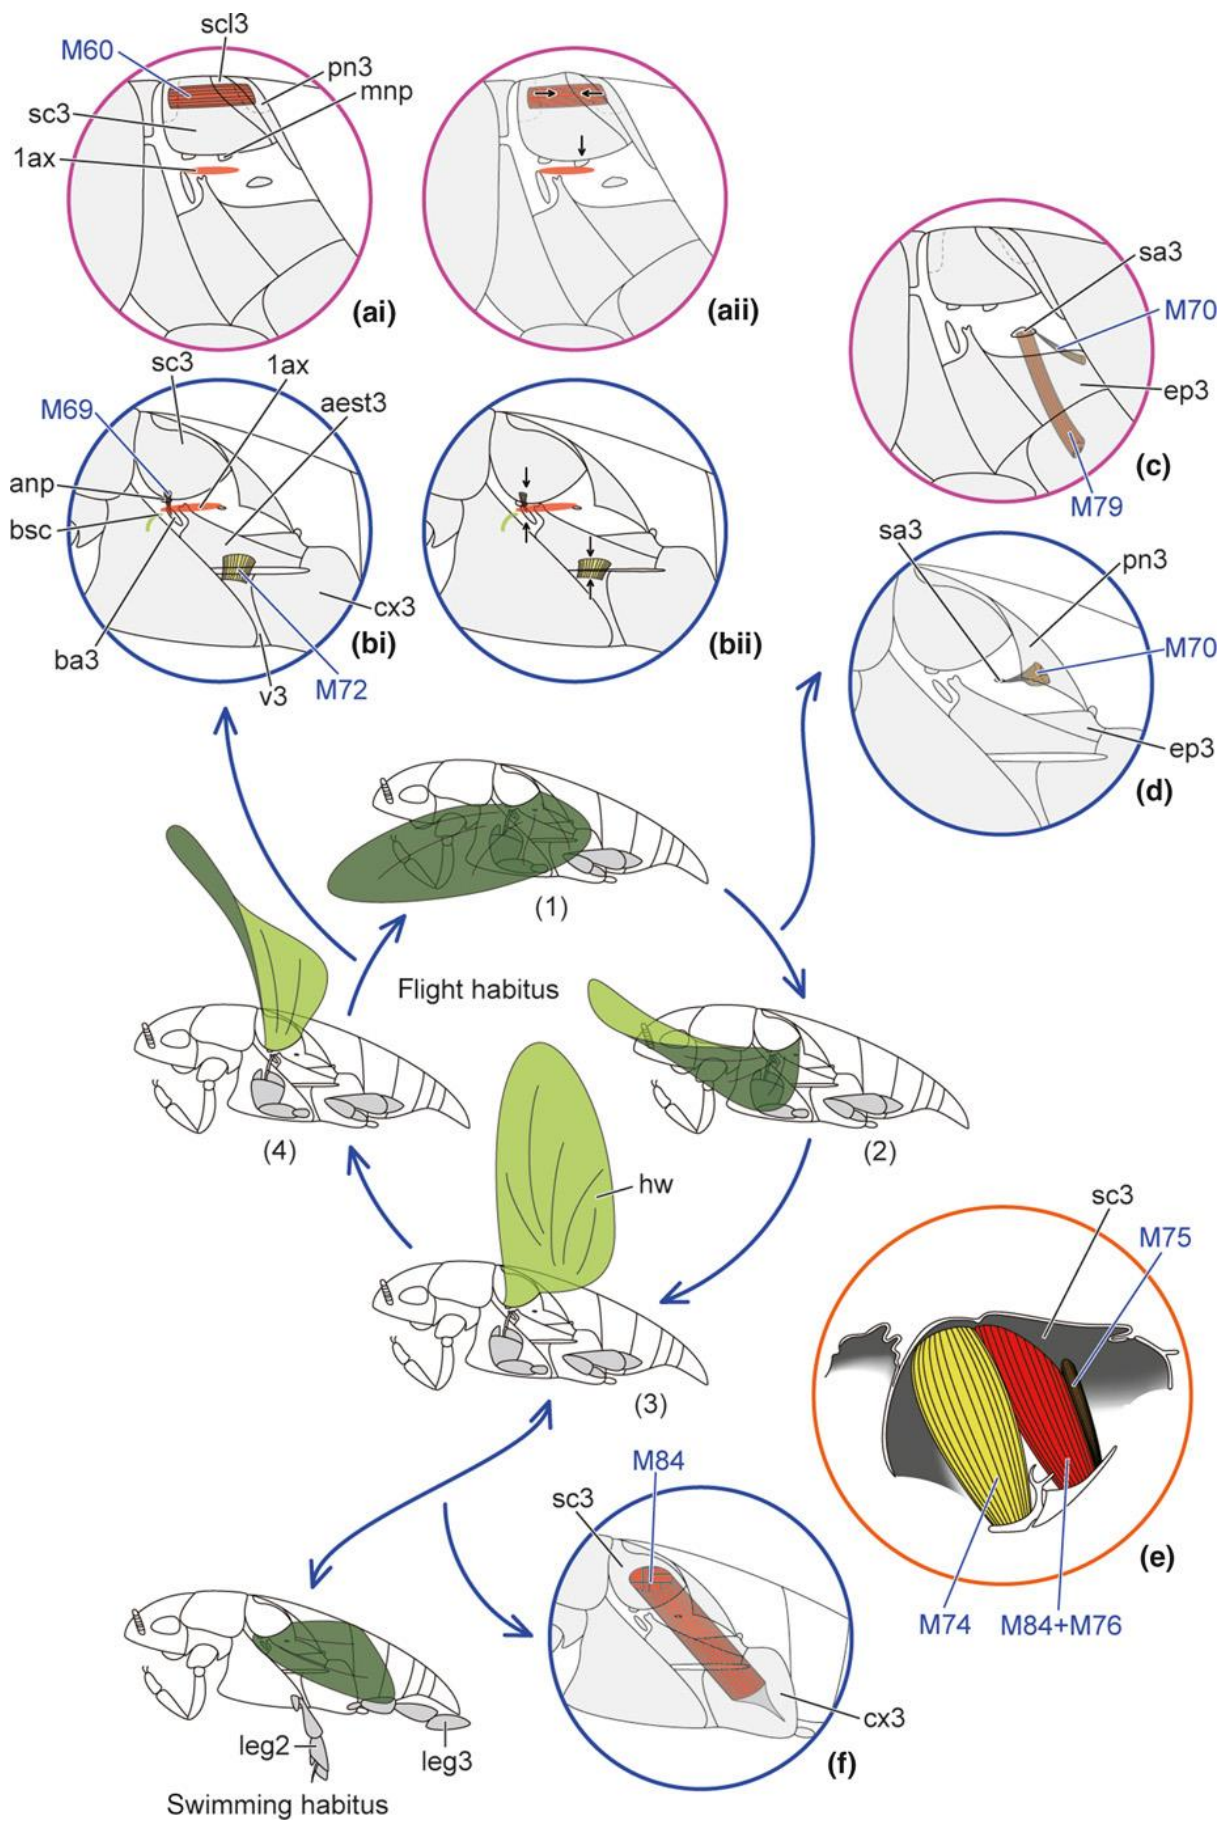 scl3
M60
pn3
mnp
sc3
1ax
(ai)
(aii)
sa3
M70
ep3
(c)
M79
sc3
1ax
aest3
M69
anp
bsc
cx3
(bi)
ba3
v3
M72
(bii)
sa3
pn3
M70
ep3
(d)
(1)
Flight habitus
(4)
(2)
hw
(3)
sc3
M75
(e)
M74
M84+M76
M84
sc3
cx3
(f)
leg2
leg3
Swimming habitus